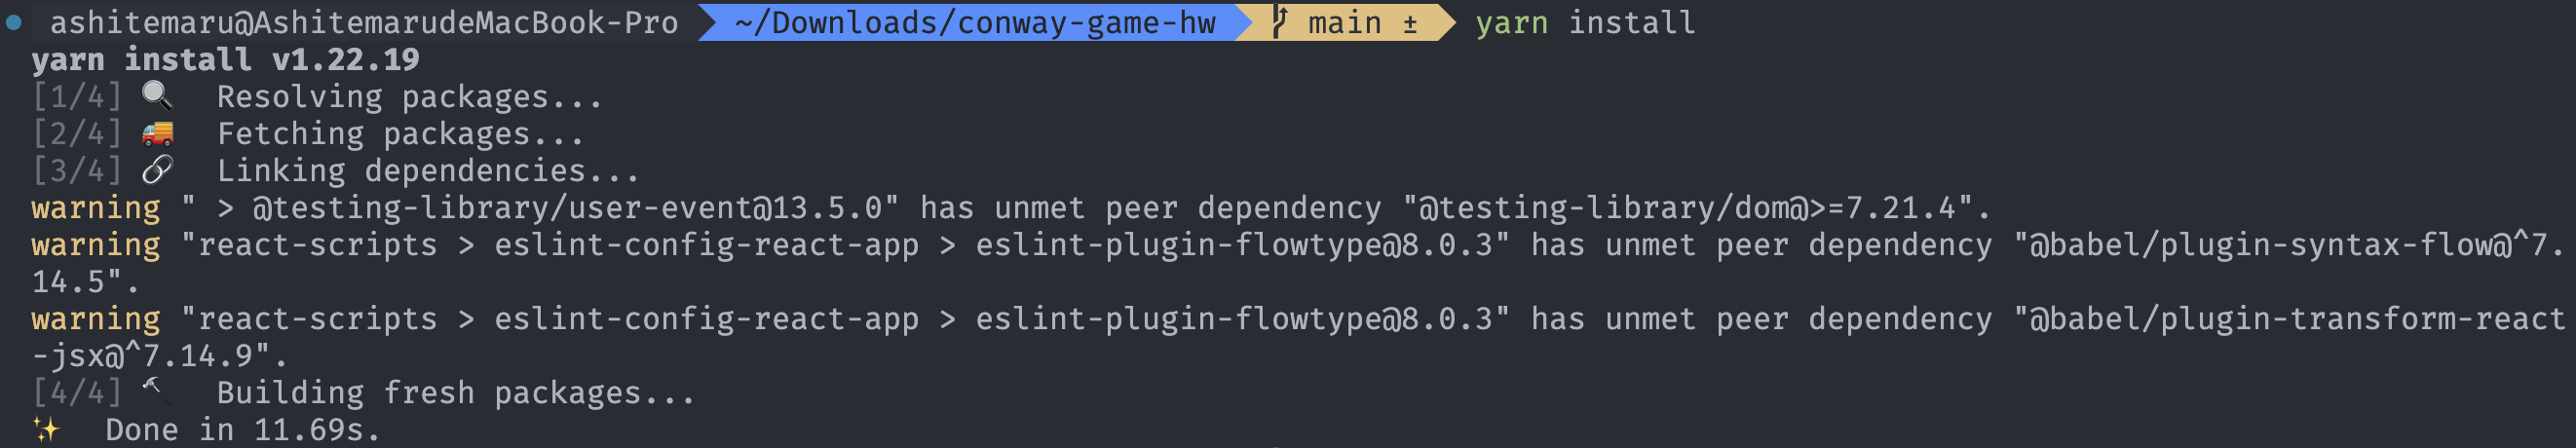 ashitemaru@AshitemarudeMacBook-Pro ~/Downloads/conway-game-hw main ± yarn install
yarn install v1.22.19
[1/4] 🔍 Resolving packages...
[2/4] 🚚 Fetching packages...
[3/4] 🔗 Linking dependencies...
warning " > @testing-library/user-event@13.5.0" has unmet peer dependency "@testing-library/dom@>=7.21.4".
warning "react-scripts > eslint-config-react-app > eslint-plugin-flowtype@8.0.3" has unmet peer dependency "@babel/plugin-syntax-flow@^7.
14.5".
warning "react-scripts > eslint-config-react-app > eslint-plugin-flowtype@8.0.3" has unmet peer dependency "@babel/plugin-transform-react
-jsx@^7.14.9".
[4/4] 🔨 Building fresh packages...
✨ Done in 11.69s.